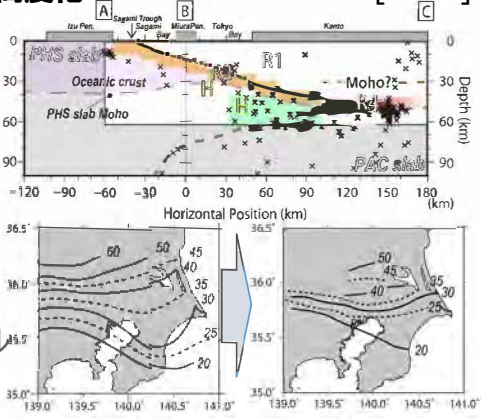 A B C
Izu Pen. Sagami Trough Sagami Bay MiuraPen. Tokyo Bay Kanto
PHS slab R1
Oceanic crust Moho?
H
PHS slab Moho H
PAC slab
0 30 60 90
0 30 60 90
Depth (km)
-120 -90 -60 -30 0 30 60 90 120 150 180
Horizontal Position (km) (km)
36.5° 36.5°
60 50 45 50
40 45
36.0° 35 36.0° 40 35
30 30
25 25
35.5° 35.5°
20 20
35.0° 35.0°
139.0° 139.5° 140.0° 140.5° 141.0° 139.0° 139.5° 140.0° 140.5° 141.0°